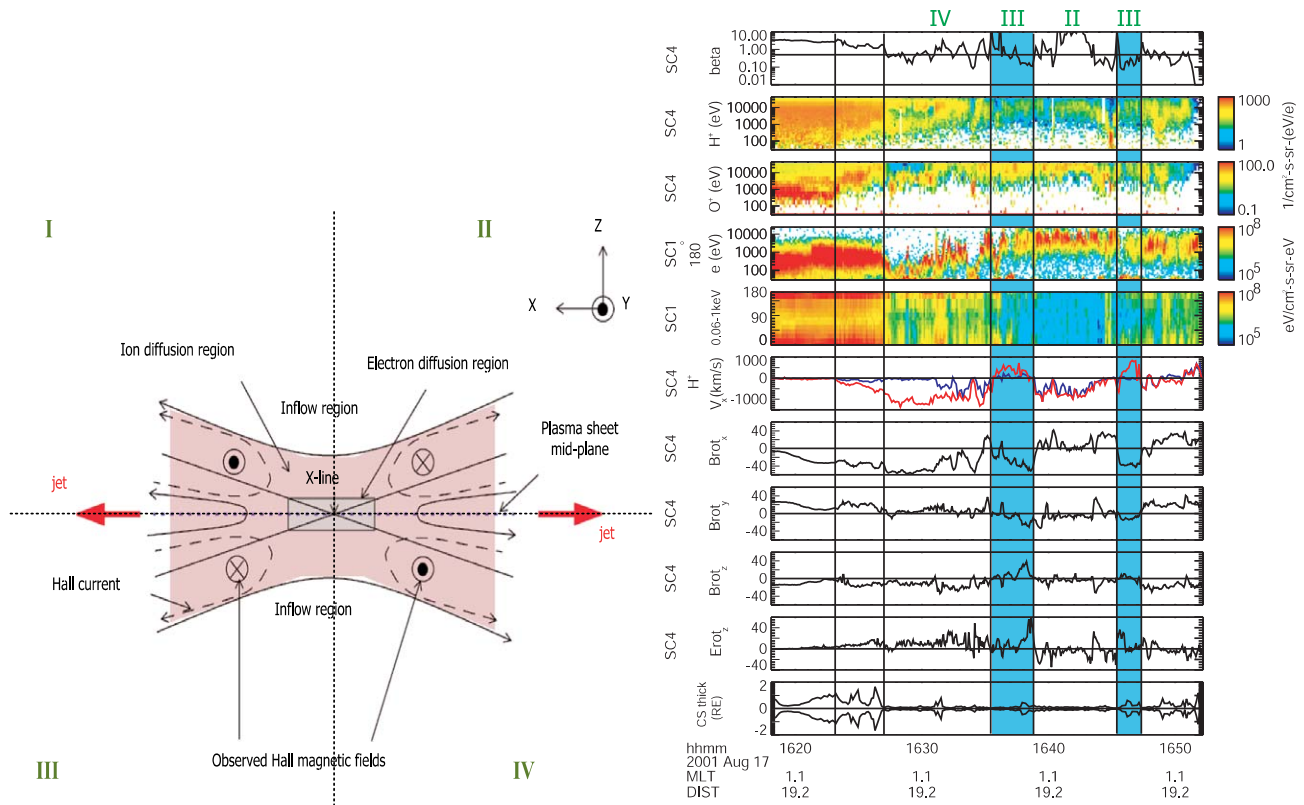 I
II
Z
X
Y
Ion diffusion region
Electron diffusion region
Inflow region
Plasma sheet
mid-plane
X-line
jet
jet
Hall current
Inflow region
Observed Hall magnetic fields
III
IV
IV III II III
SC4
beta
10.00
1.00
0.10
0.01
SC4
H+ (eV)
10000
1000
100
1000
1
SC4
O+ (eV)
10000
1000
100
100.0
0.1
1/cm²-s-sr-(eV/e)
SC1
180°
e (eV)
10000
1000
100
10⁸
10⁵
SC1
0.06-1keV
180
90
0
10⁸
10⁵
eV/cm²-s-sr-eV
SC4
H+
Vx(km/s)
1000
0
-1000
SC4
Brotx
40
0
-40
SC4
Broty
40
0
-40
SC4
Brotz
40
0
-40
SC4
Erotz
40
0
-40
CS thick
(RE)
2
0
-2
hhmm 1620 1630 1640 1650
2001 Aug 17
MLT 1.1 1.1 1.1 1.1
DIST 19.2 19.2 19.2 19.2